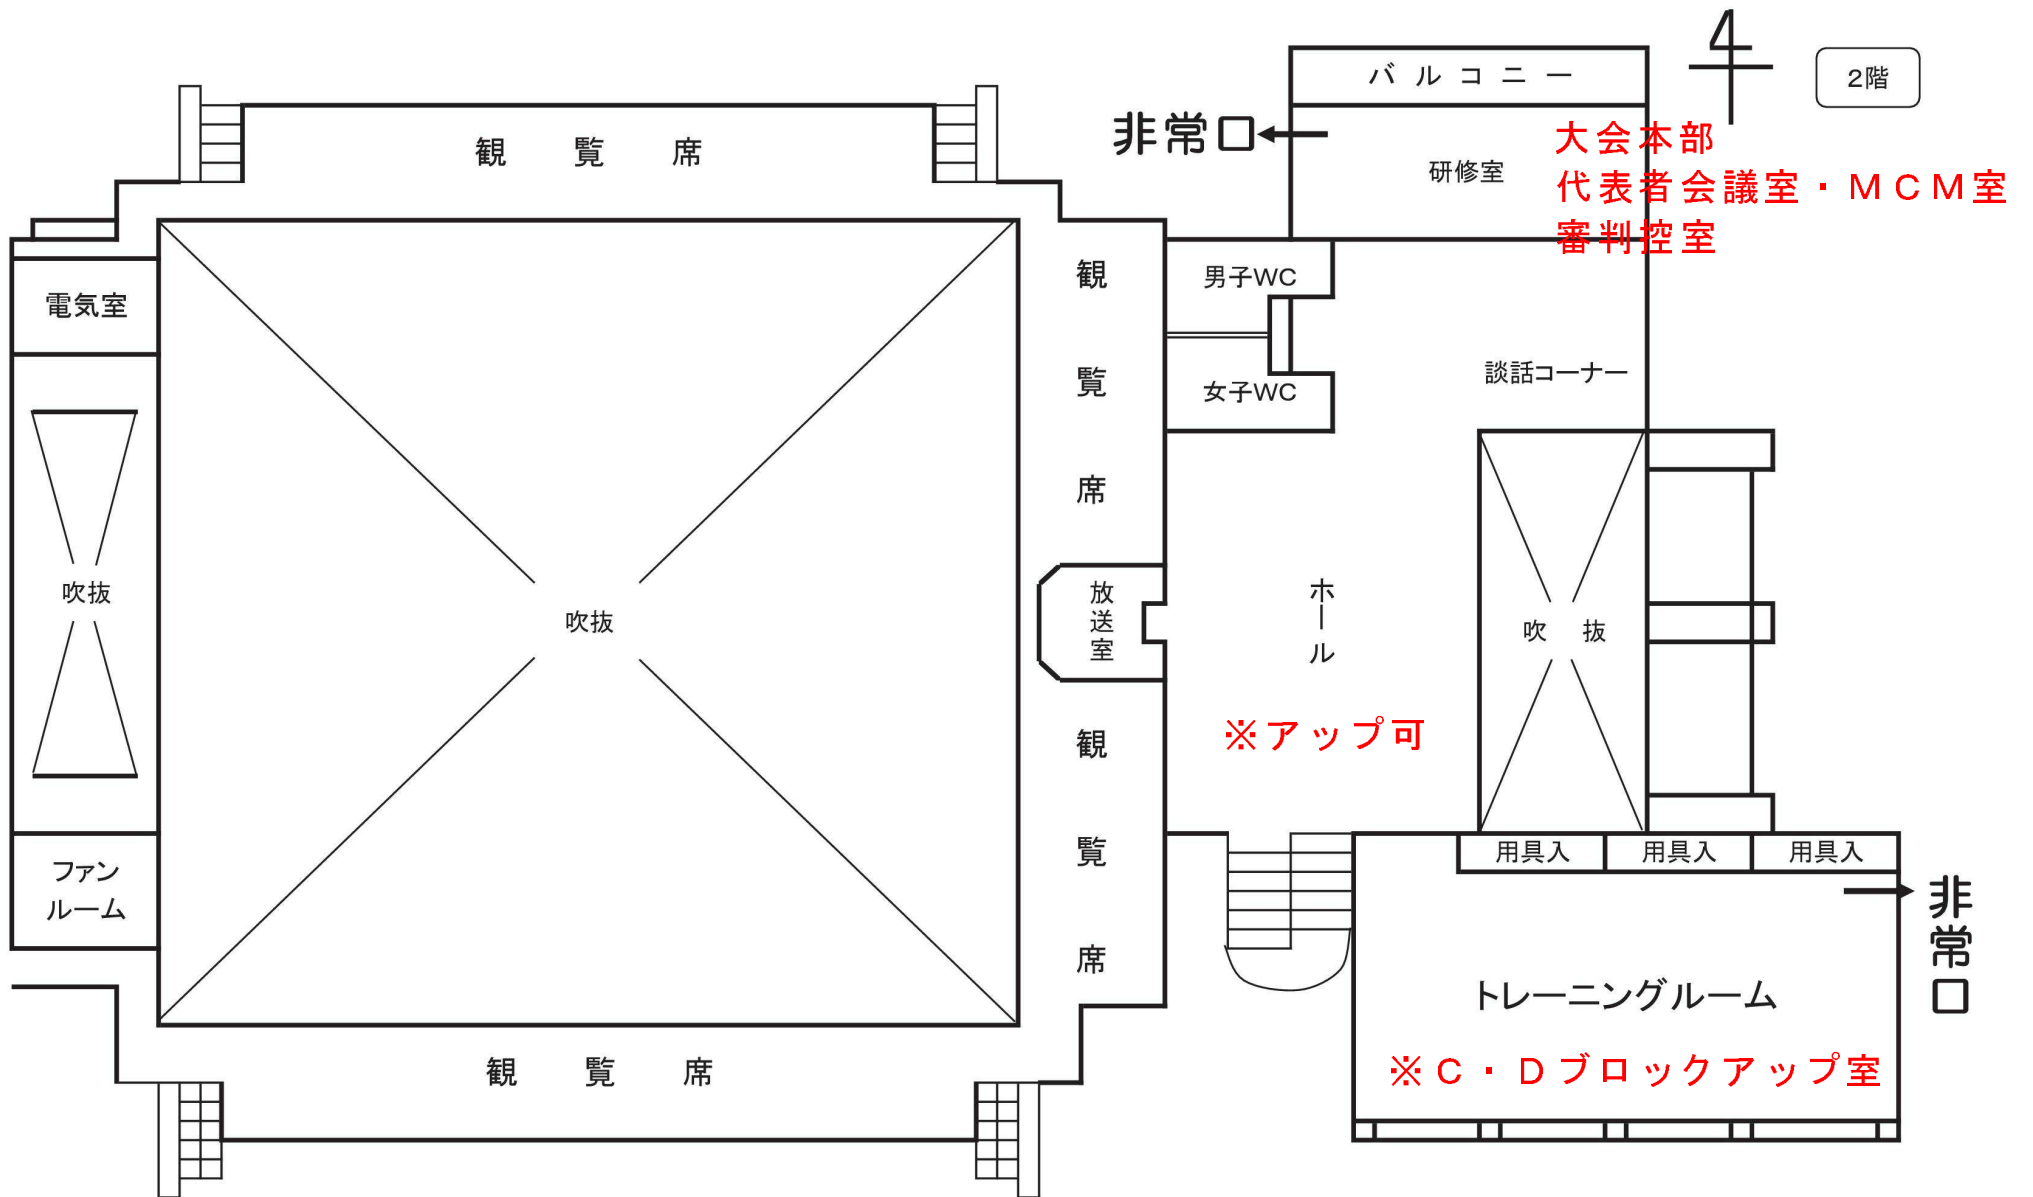 バルコニー
2階
観覧席
非常口
研修室
大会本部
代表者会議室・MCM室
審判控室
電気室
観覧席
男子WC
談話コーナー
女子WC
吹抜
吹抜
放送室
ホール
吹抜
※アップ可
観覧席
用具入
用具入
用具入
ファン
ルーム
非常口
トレーニングルーム
※C・Dブロックアップ室
観覧席